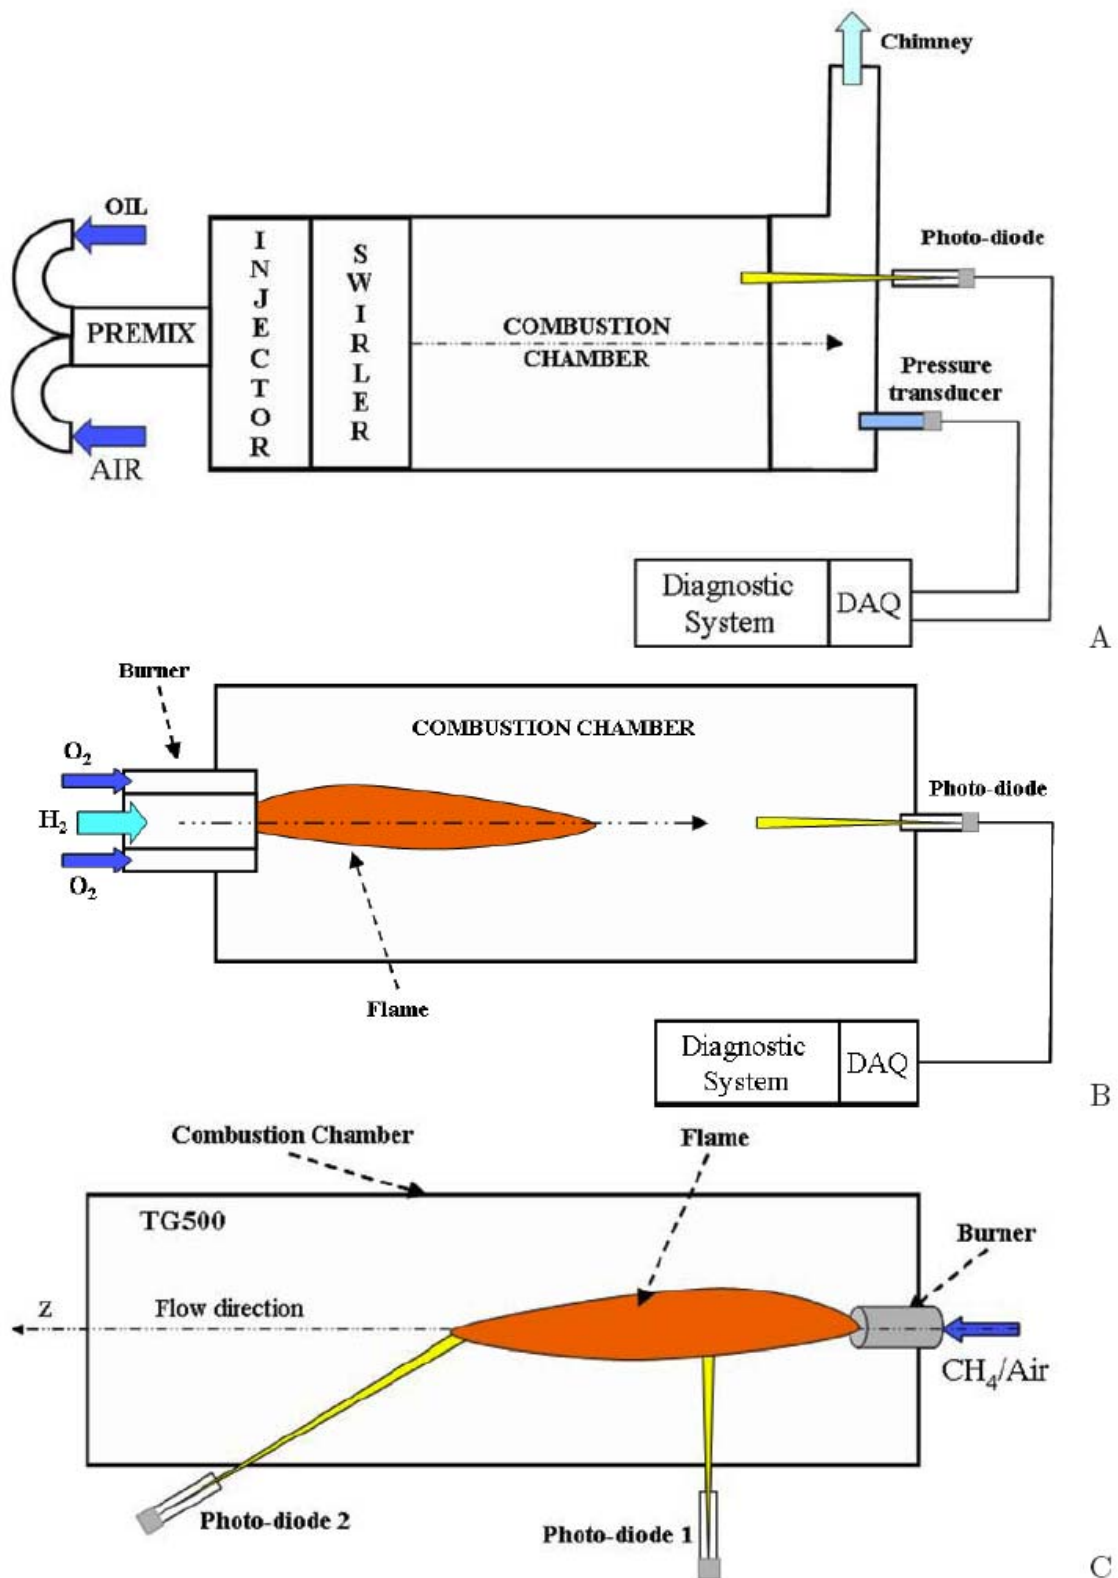 Chimney
OIL
Photo-diode
INJECTOR
SWIRLER
PREMIX
COMBUSTION
CHAMBER
Pressure
transducer
AIR
Diagnostic
System
DAQ
A
Burner
COMBUSTION CHAMBER
O2
Photo-diode
H2
O2
Flame
Diagnostic
System
DAQ
B
Combustion Chamber
Flame
TG500
Burner
Z
Flow direction
CH4/Air
Photo-diode 2
Photo-diode 1
C